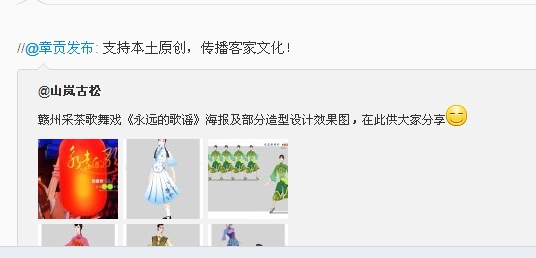 //@章贡发布: 支持本土原创，传播客家文化！
@山岚古松
赣州采茶歌舞戏《永远的歌谣》海报及部分造型设计效果图，在此供大家分享